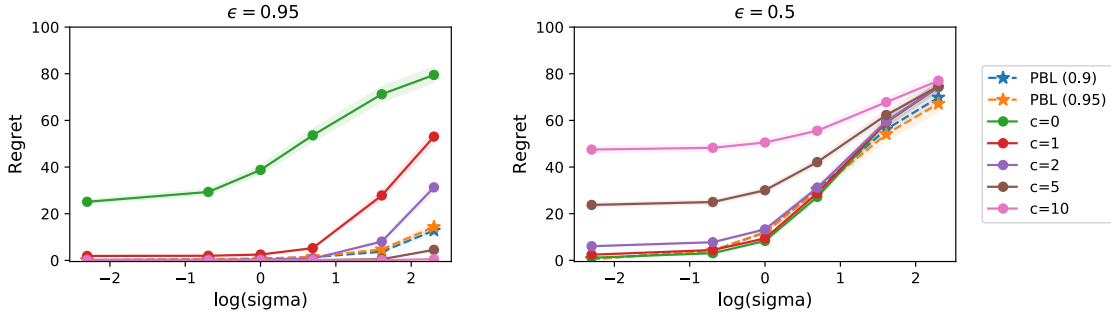 ϵ = 0.95
Regret
100
80
60
40
20
0
−2
−1
0
1
2
log(sigma)
ϵ = 0.5
Regret
100
80
60
40
20
0
−2
−1
0
1
2
log(sigma)
PBL (0.9)
PBL (0.95)
c=0
c=1
c=2
c=5
c=10